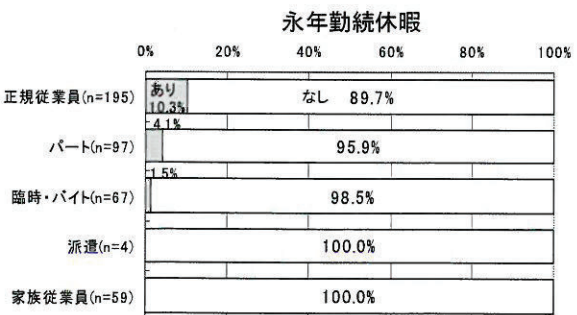 永年勤続休暇
0% 20% 40% 60% 80% 100%
正規従業員(n=195) あり 10.3% なし 89.7%
パート(n=97) 4.1% 95.9%
臨時・バイト(n=67) 1.5% 98.5%
派遣(n=4) 100.0%
家族従業員(n=59) 100.0%